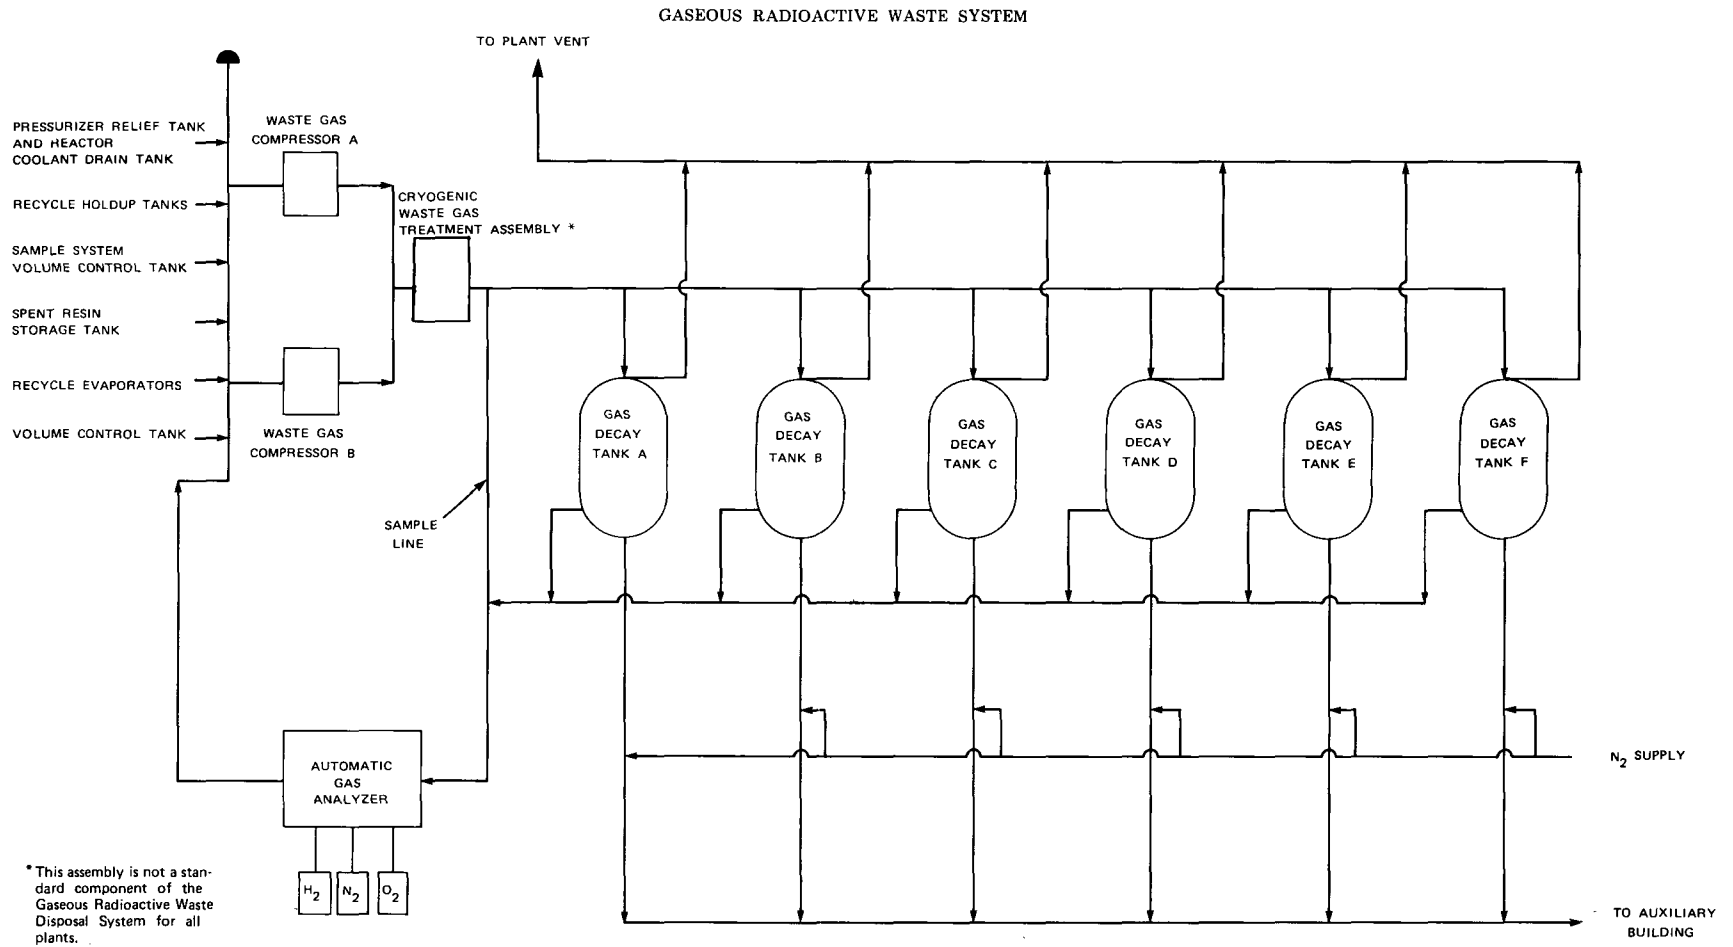 GASEOUS RADIOACTIVE WASTE SYSTEM
TO PLANT VENT
PRESSURIZER RELIEF TANK
AND REACTOR
COOLANT DRAIN TANK
RECYCLE HOLDUP TANKS
SAMPLE SYSTEM
VOLUME CONTROL TANK
SPENT RESIN
STORAGE TANK
RECYCLE EVAPORATORS
VOLUME CONTROL TANK
WASTE GAS
COMPRESSOR A
CRYOGENIC
WASTE GAS
TREATMENT ASSEMBLY *
WASTE GAS
COMPRESSOR B
GAS
DECAY
TANK A
GAS
DECAY
TANK B
GAS
DECAY
TANK C
GAS
DECAY
TANK D
GAS
DECAY
TANK E
GAS
DECAY
TANK F
SAMPLE
LINE
N2 SUPPLY
AUTOMATIC
GAS
ANALYZER
H2
N2
O2
* This assembly is not a stan-
dard component of the
Gaseous Radioactive Waste
Disposal System for all
plants.
TO AUXILIARY
BUILDING